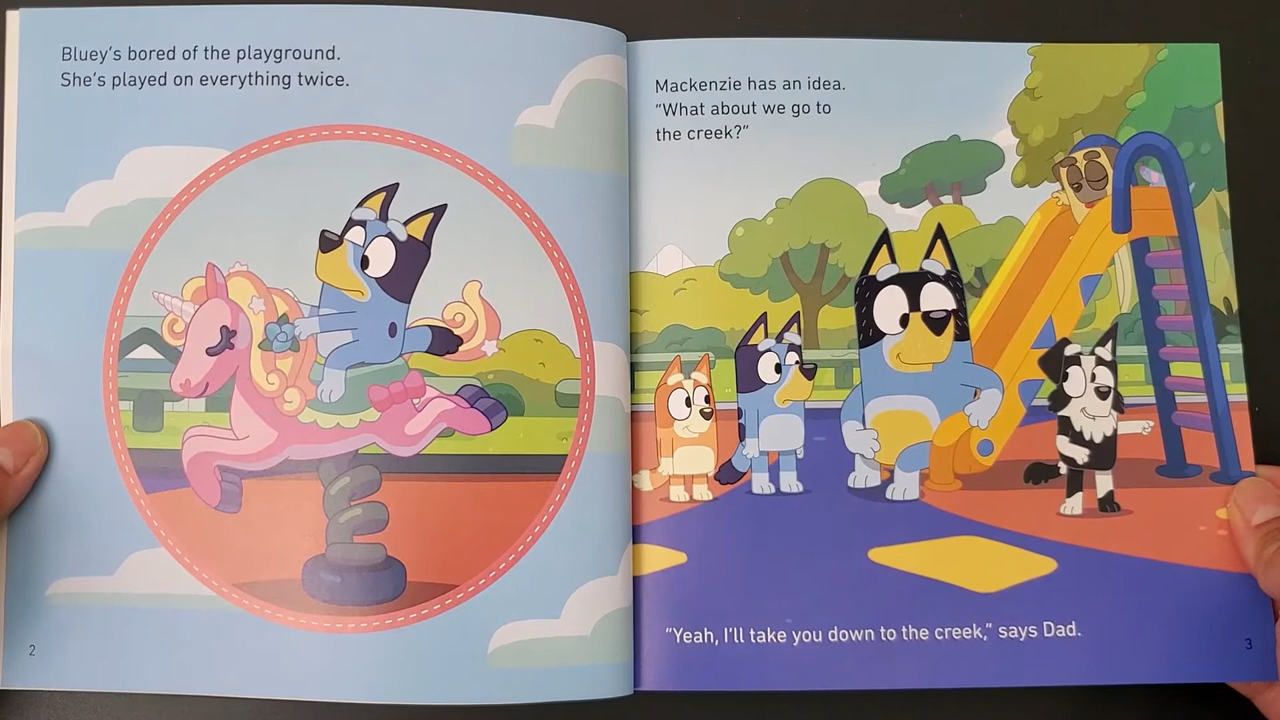 Bluey's bored of the playground.
She's played on everything twice.
2
Mackenzie has an idea.
"What about we go to
the creek?"
"Yeah, I'll take you down to the creek," says Dad.
3